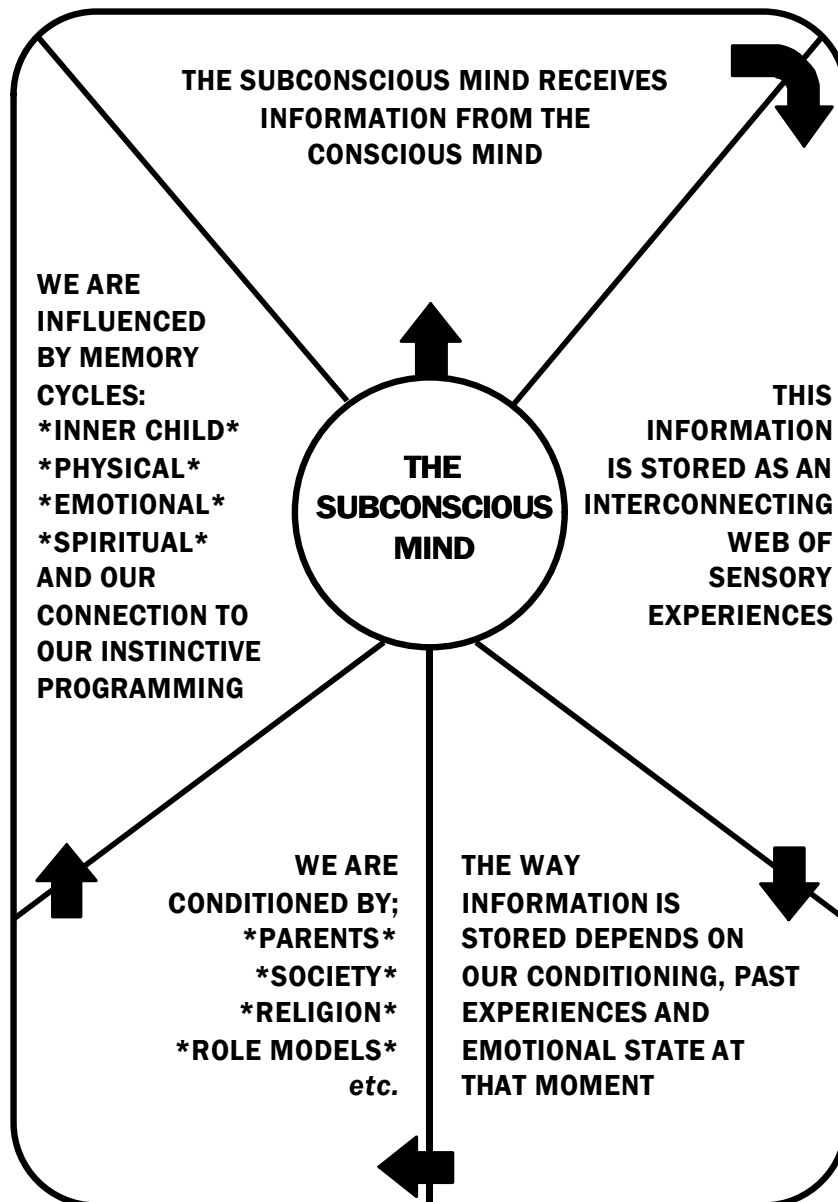 THE SUBCONSCIOUS MIND RECEIVES
INFORMATION FROM THE
CONSCIOUS MIND
THE
SUBCONSCIOUS
MIND
THIS
INFORMATION
IS STORED AS AN
INTERCONNECTING
WEB OF
SENSORY
EXPERIENCES
THE WAY
INFORMATION IS
STORED DEPENDS ON
OUR CONDITIONING, PAST
EXPERIENCES AND
EMOTIONAL STATE AT
THAT MOMENT
WE ARE
CONDITIONED BY;
*PARENTS*
*SOCIETY*
*RELIGION*
*ROLE MODELS*
etc.
WE ARE
INFLUENCED
BY MEMORY
CYCLES:
*INNER CHILD*
*PHYSICAL*
*EMOTIONAL*
*SPIRITUAL*
AND OUR
CONNECTION TO
OUR INSTINCTIVE
PROGRAMMING